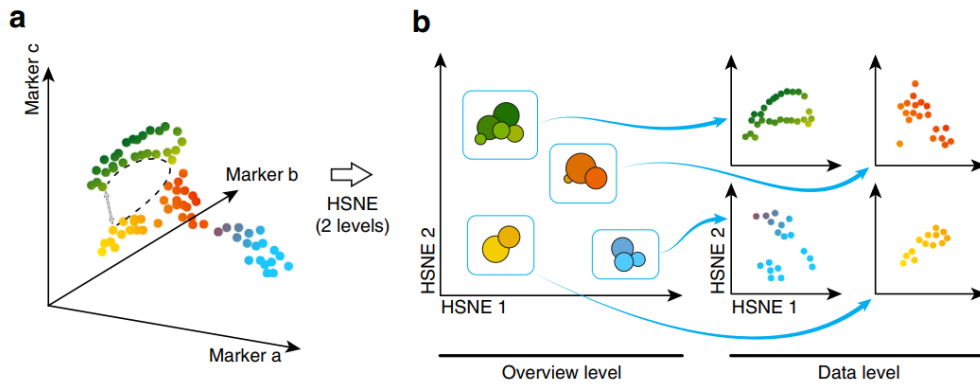 a
Marker c
Marker b
Marker a
HSNE
(2 levels)
b
HSNE 2
HSNE 1
HSNE 2
HSNE 1
Overview level
Data level